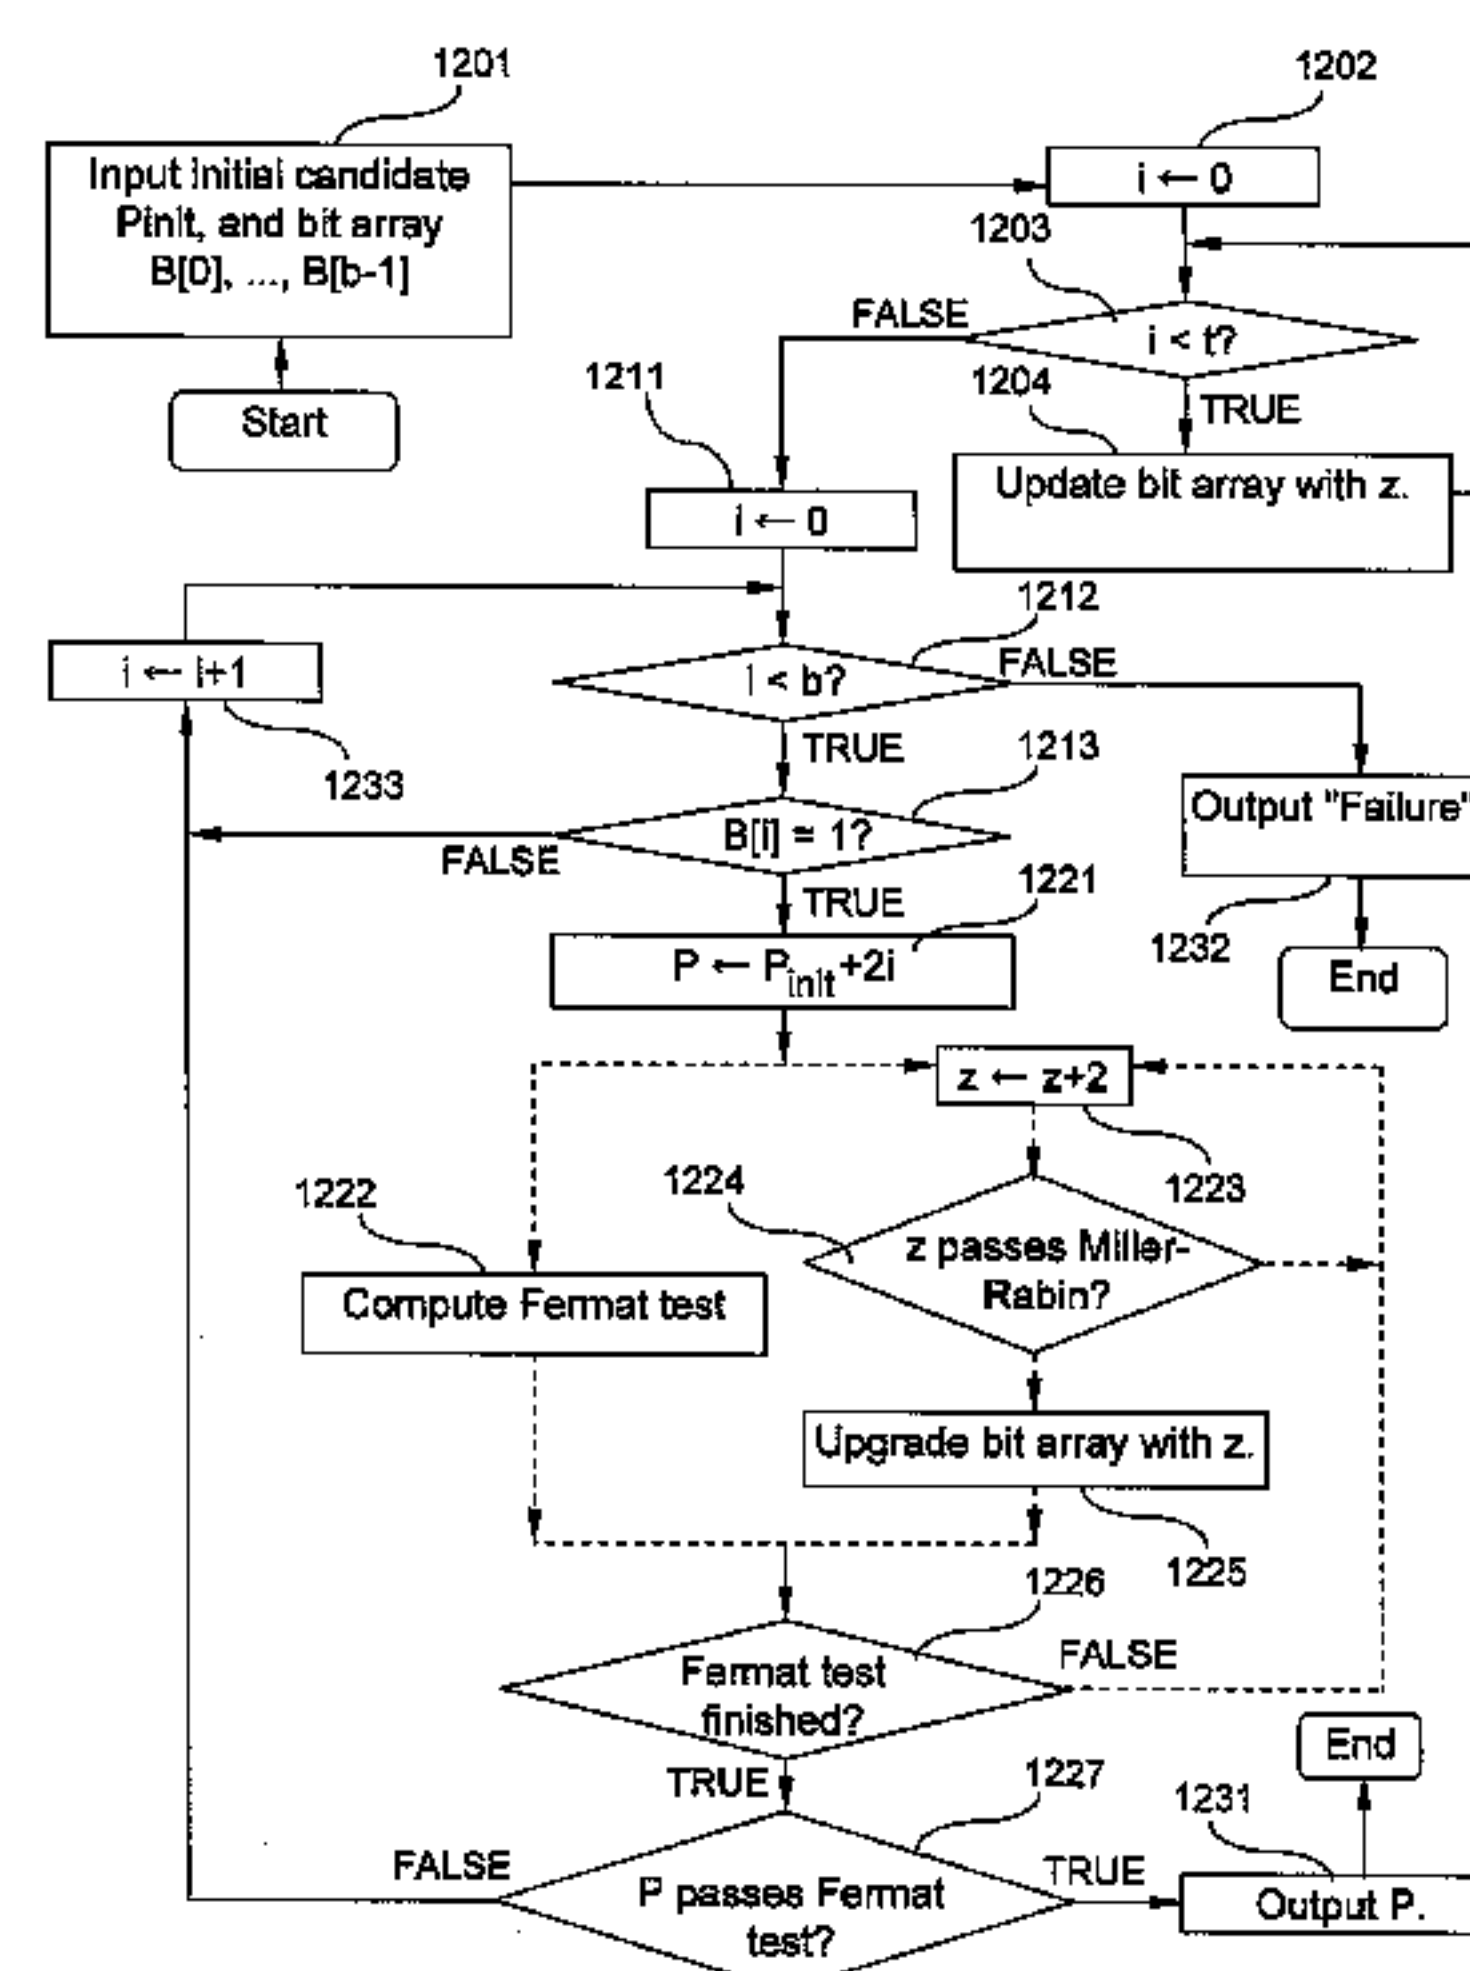 1201
1202
Input initial candidate
Pinit, and bit array
B[0], ..., B[b-1]
i ← 0
1203
FALSE
i < t?
1204
TRUE
Start
1211
Update bit array with z.
i ← 0
1212
i ← i+1
i < b?
FALSE
1233
TRUE
1213
Output "Failure"
B[i] = 1?
FALSE
1221
TRUE
1232
P ← Pinit+2i
End
z ← z+2
1222
1224
1223
z passes Miller-
Rabin?
Compute Fermat test
Upgrade bit array with z.
1225
1226
Fermat test
finished?
FALSE
End
TRUE
1227
1231
FALSE
TRUE
P passes Fermat
test?
Output P.